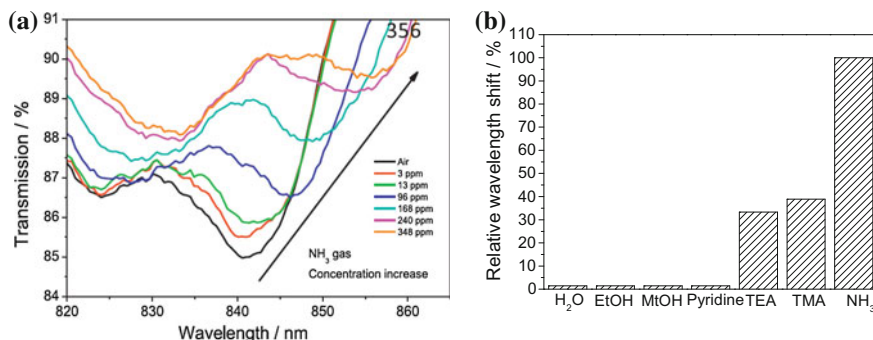 (a)
356
91
90
89
88
87
86
85
84
Transmission / %
Air
3 ppm
13 ppm
96 ppm
168 ppm
240 ppm
348 ppm
NH₃ gas
Concentration increase
820
830
840
850
860
Wavelength / nm
(b)
110
100
90
80
70
60
50
40
30
20
10
0
Relative wavelength shift / %
H₂O EtOH MtOH Pyridine TEA TMA NH₃